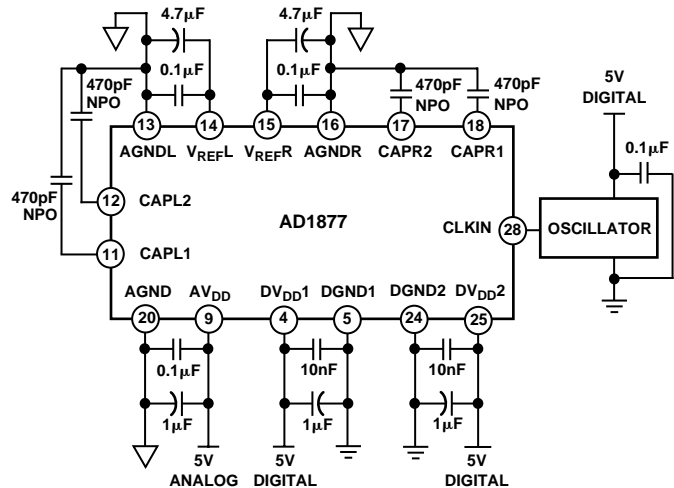 4.7µF
4.7µF
0.1µF
0.1µF
470pF
NPO
470pF
NPO
470pF
NPO
470pF
NPO
5V
DIGITAL
0.1µF
13
14
15
16
17
18
AGNDL
VREFL
VREFR
AGNDR
CAPR2
CAPR1
12
CAPL2
11
CAPL1
AD1877
CLKIN
28
OSCILLATOR
AGND
AVDD
DVDD1
DGND1
DGND2
DVDD2
20
9
4
5
24
25
0.1µF
10nF
10nF
1µF
1µF
1µF
5V
ANALOG
5V
DIGITAL
5V
DIGITAL